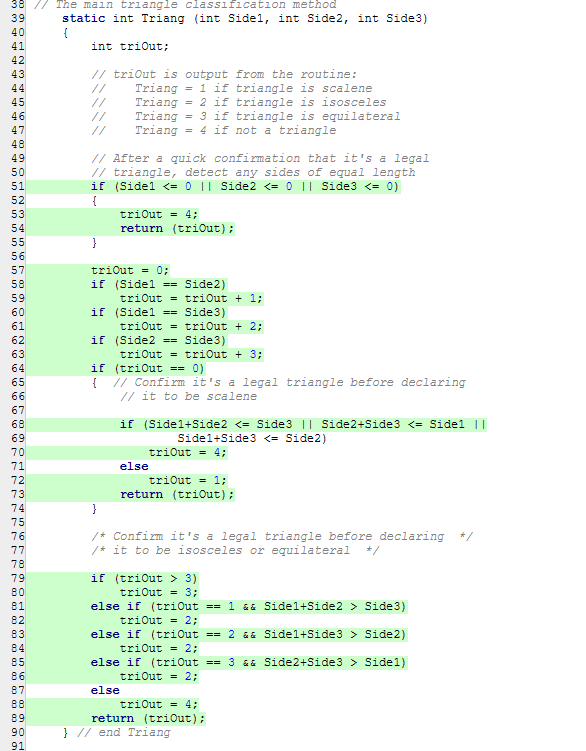 38 // The main triangle classification method
39 static int Triang (int Side1, int Side2, int Side3)
40 {
41 int triOut;
42
43 // triOut is output from the routine:
44 // Triang = 1 if triangle is scalene
45 // Triang = 2 if triangle is isosceles
46 // Triang = 3 if triangle is equilateral
47 // Triang = 4 if not a triangle
48
49 // After a quick confirmation that it's a legal
50 // triangle, detect any sides of equal length
51 if (Side1 <= 0 || Side2 <= 0 || Side3 <= 0)
52 {
53 triOut = 4;
54 return (triOut);
55 }
56
57 triOut = 0;
58 if (Side1 == Side2)
59 triOut = triOut + 1;
60 if (Side1 == Side3)
61 triOut = triOut + 2;
62 if (Side2 == Side3)
63 triOut = triOut + 3;
64 if (triOut == 0)
65 { // Confirm it's a legal triangle before declaring
66 // it to be scalene
67
68 if (Side1+Side2 <= Side3 || Side2+Side3 <= Side1 ||
69 Side1+Side3 <= Side2)
70 triOut = 4;
71 else
72 triOut = 1;
73 return (triOut);
74 }
75
76 /* Confirm it's a legal triangle before declaring */
77 /* it to be isosceles or equilateral */
78
79 if (triOut > 3)
80 triOut = 3;
81 else if (triOut == 1 && Side1+Side2 > Side3)
82 triOut = 2;
83 else if (triOut == 2 && Side1+Side3 > Side2)
84 triOut = 2;
85 else if (triOut == 3 && Side2+Side3 > Side1)
86 triOut = 2;
87 else
88 triOut = 4;
89 return (triOut);
90 } // end Triang
91